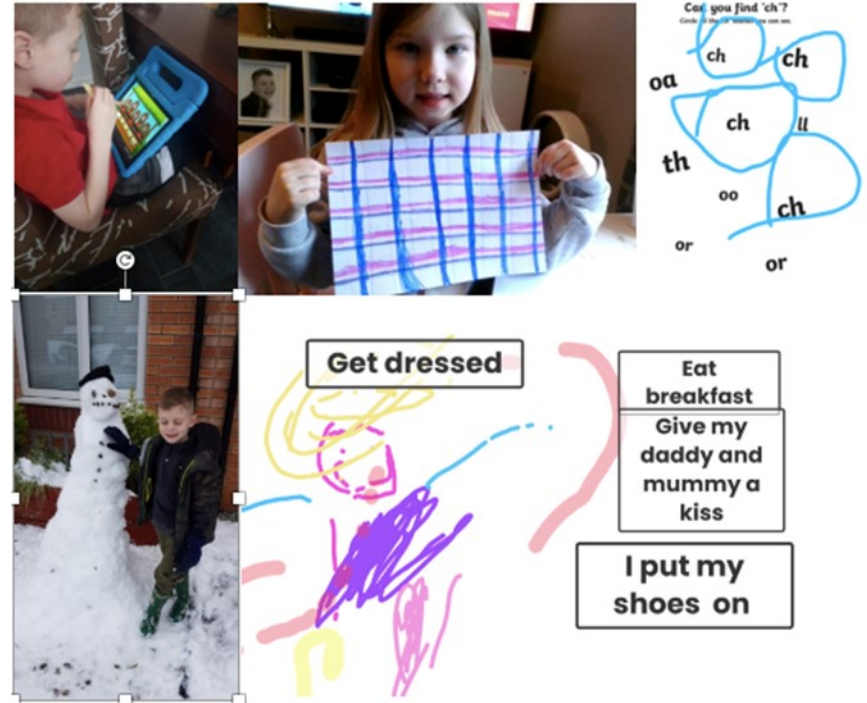 Can you find 'ch'?
ch
ch
oa
ch
ll
th
oo
ch
or
or
Get dressed
Eat
breakfast
Give my
daddy and
mummy a
kiss
I put my
shoes on